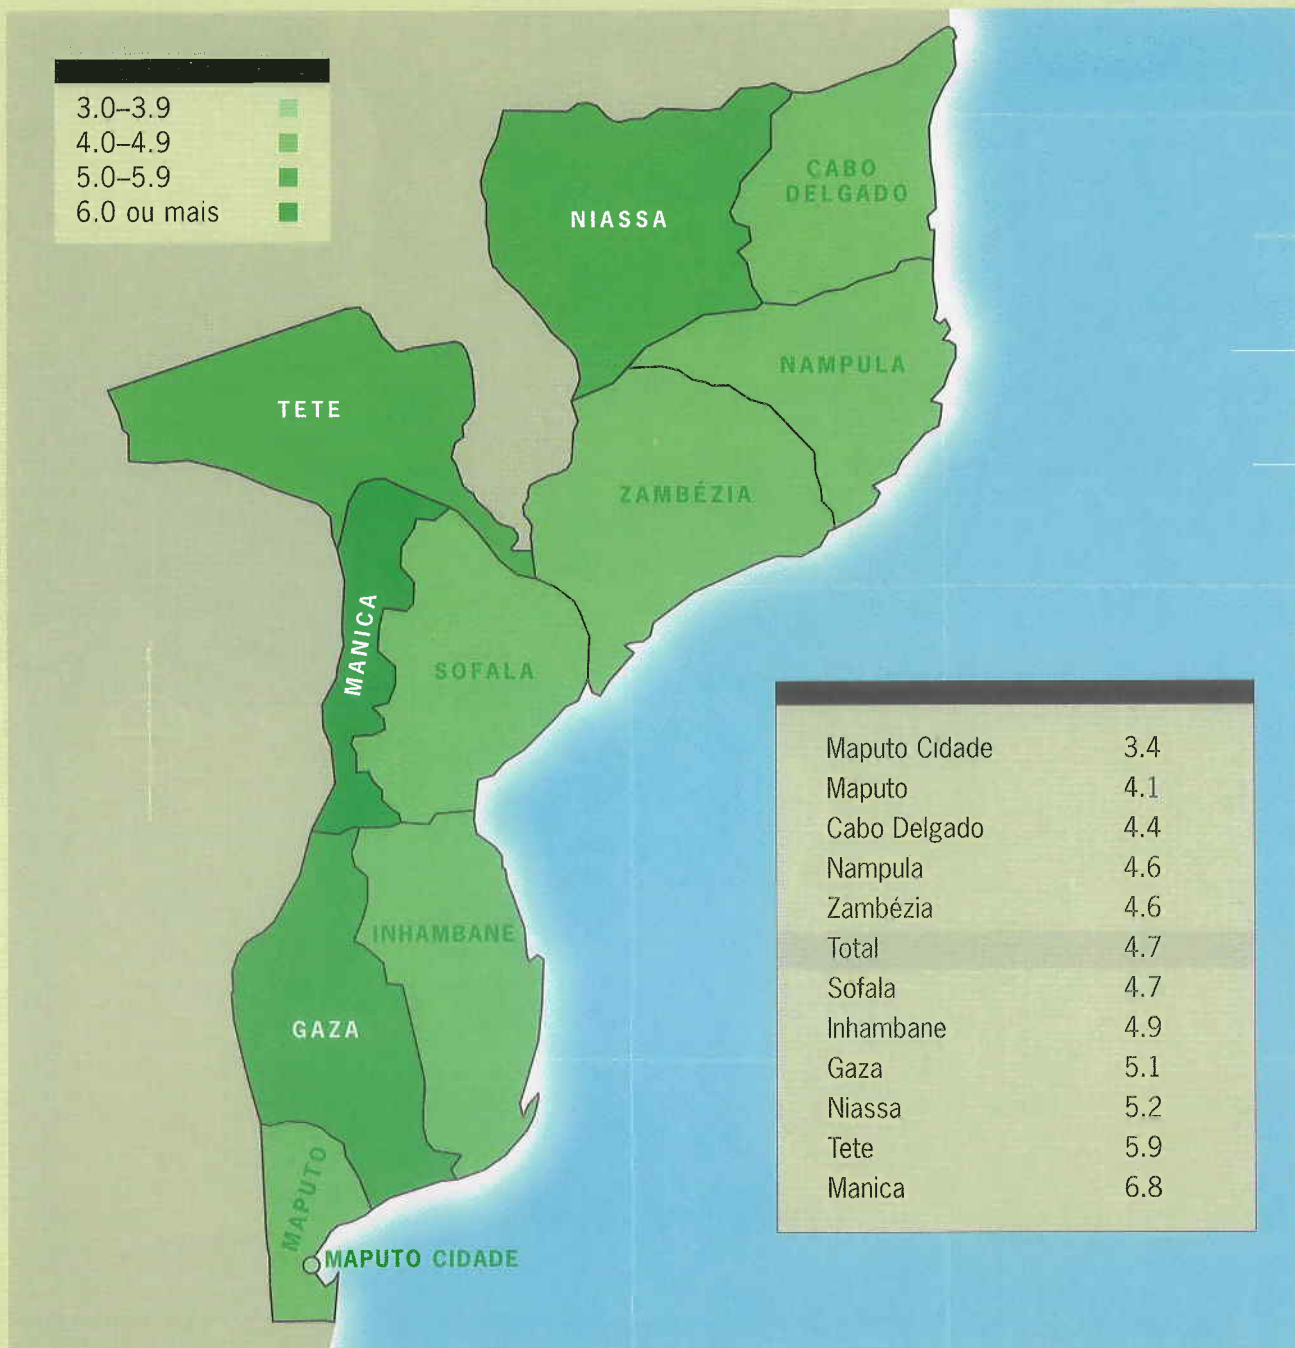 3.0–3.9
4.0–4.9
5.0–5.9
6.0 ou mais
NIASSA
CABO
DELGADO
NAMPULA
TETE
ZAMBÉZIA
MANICA
SOFALA
INHAMBANE
GAZA
MAPUTO
MAPUTO CIDADE
Maputo Cidade 3.4
Maputo 4.1
Cabo Delgado 4.4
Nampula 4.6
Zambézia 4.6
Total 4.7
Sofala 4.7
Inhambane 4.9
Gaza 5.1
Niassa 5.2
Tete 5.9
Manica 6.8